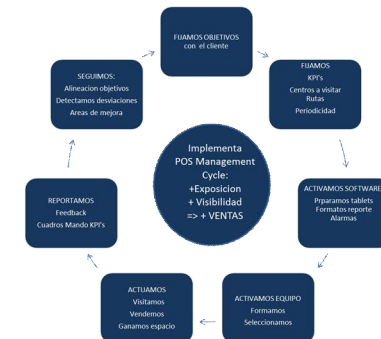 FIJAMOS OBJETIVOS
con el cliente
FIJAMOS
KPI's
Centros a visitar
Rutas
Periodicidad
ACTIVAMOS SOFTWARE
Prparamos tablets
Formatos reporte
Alarmas
ACTIVAMOS EQUIPO
Formamos
Seleccionamos
ACTUAMOS
Visitamos
Vendemos
Ganamos espacio
REPORTAMOS
Feedback
Cuadros Mando KPI's
SEGUIMOS:
Alineacion objetivos
Detectamos desviaciones
Areas de mejora
Implementa
POS Management
Cycle:
+Exposicion
+ Visibilidad
=> + VENTAS